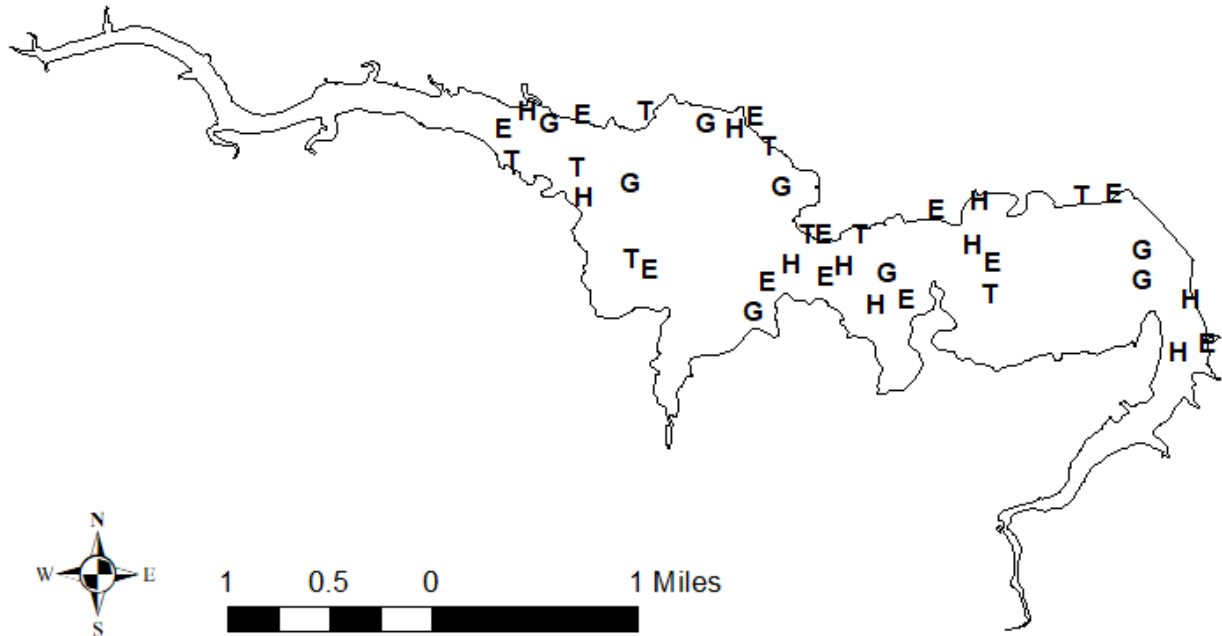 H G E T G H E
E T
T T
H G G
E H T E
T E T
H G
T E H E H G E
E H G
G H E T H
H E
N
W E
S
1 0.5 0 1 Miles